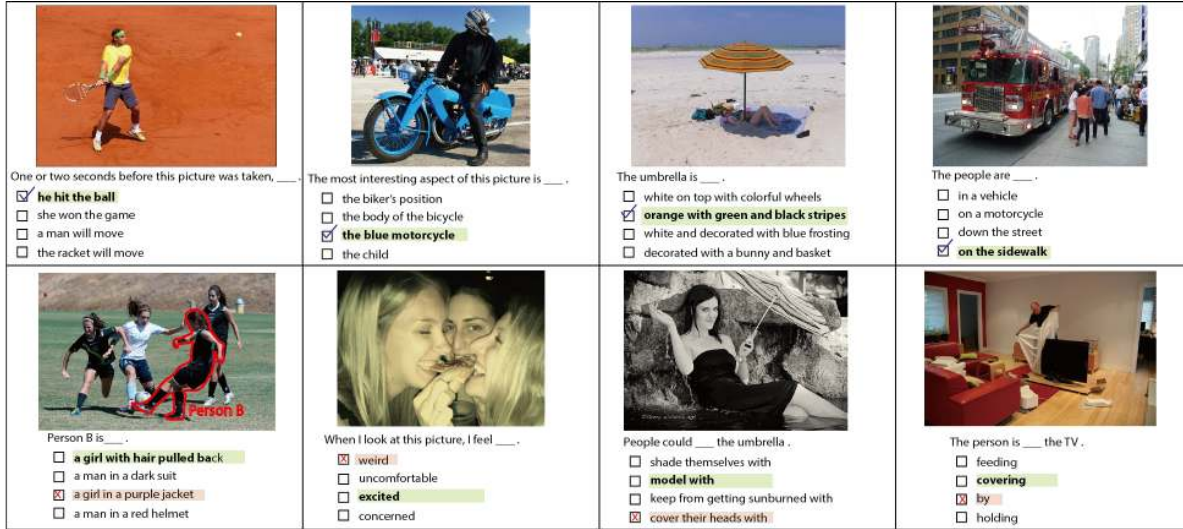 One or two seconds before this picture was taken, ___ .
he hit the ball
she won the game
a man will move
the racket will move
The most interesting aspect of this picture is ___ .
the biker's position
the body of the bicycle
the blue motorcycle
the child
The umbrella is ___ .
white on top with colorful wheels
orange with green and black stripes
white and decorated with blue frosting
decorated with a bunny and basket
The people are ___ .
in a vehicle
on a motorcycle
down the street
on the sidewalk
Person B
Person B is___ .
a girl with hair pulled back
a man in a dark suit
a girl in a purple jacket
a man in a red helmet
When I look at this picture, I feel ___ .
weird
uncomfortable
excited
concerned
People could ___ the umbrella .
shade themselves with
model with
keep from getting sunburned with
cover their heads with
The person is ___ the TV .
feeding
covering
by
holding